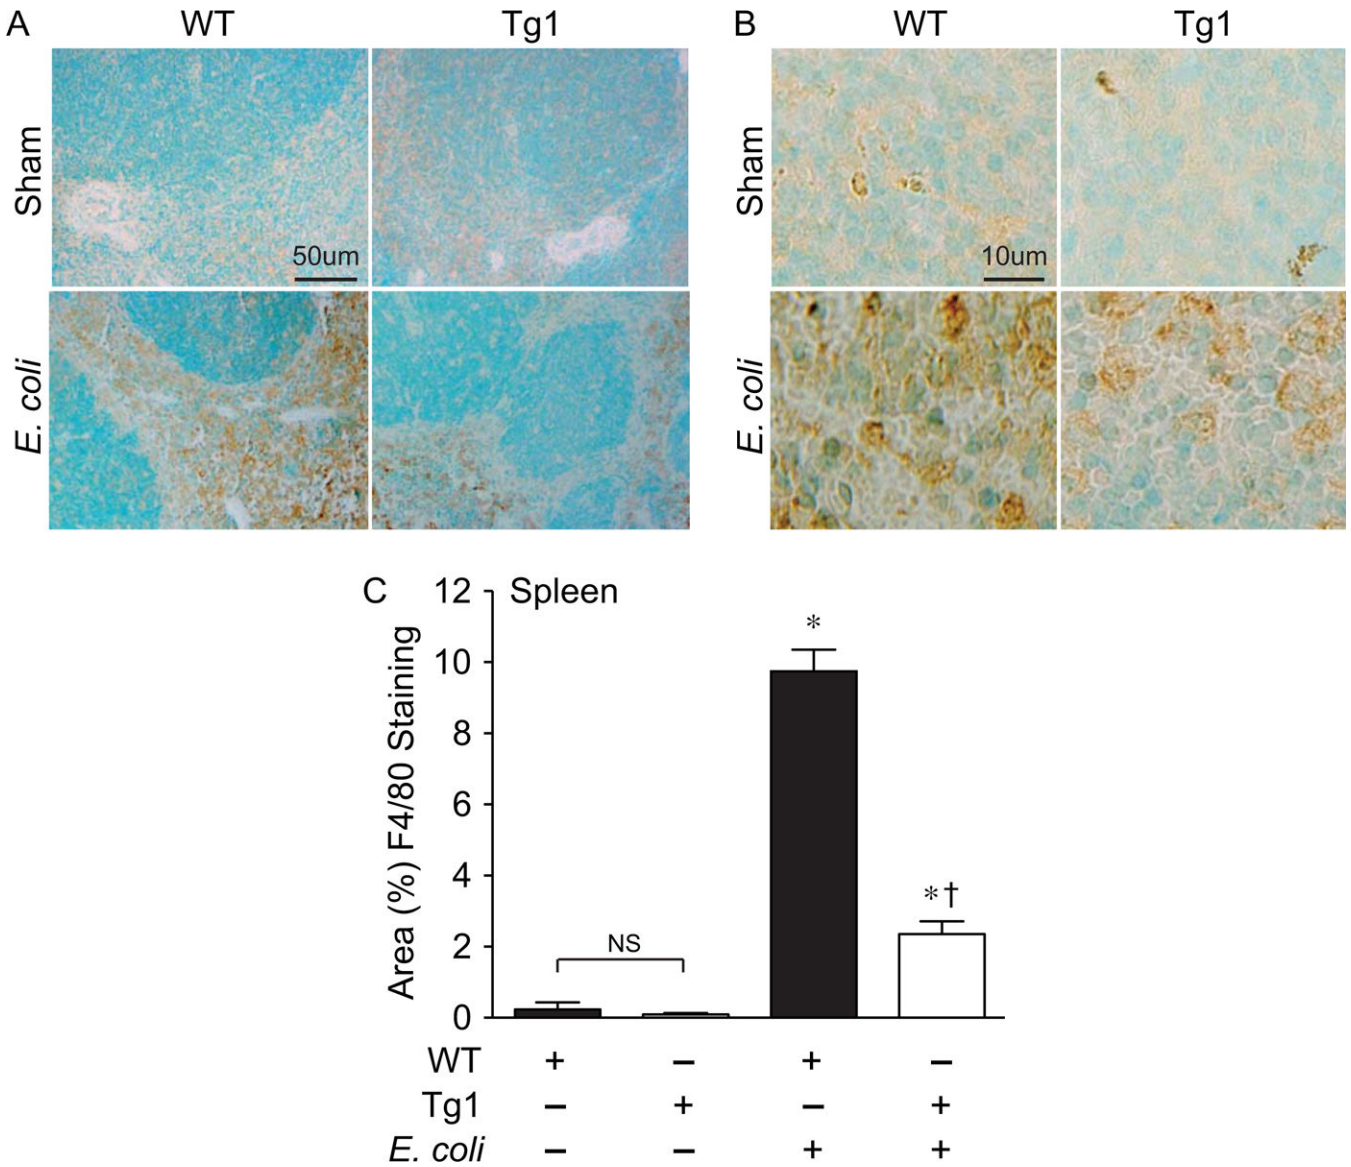 A WT Tg1 B WT Tg1
Sham
50um
10um
E. coli
E. coli
Sham
C
Spleen
Area (%) F4/80 Staining
12
10
8
6
4
2
0
*
*†
NS
WT + − + −
Tg1 − + − +
E. coli − − + +